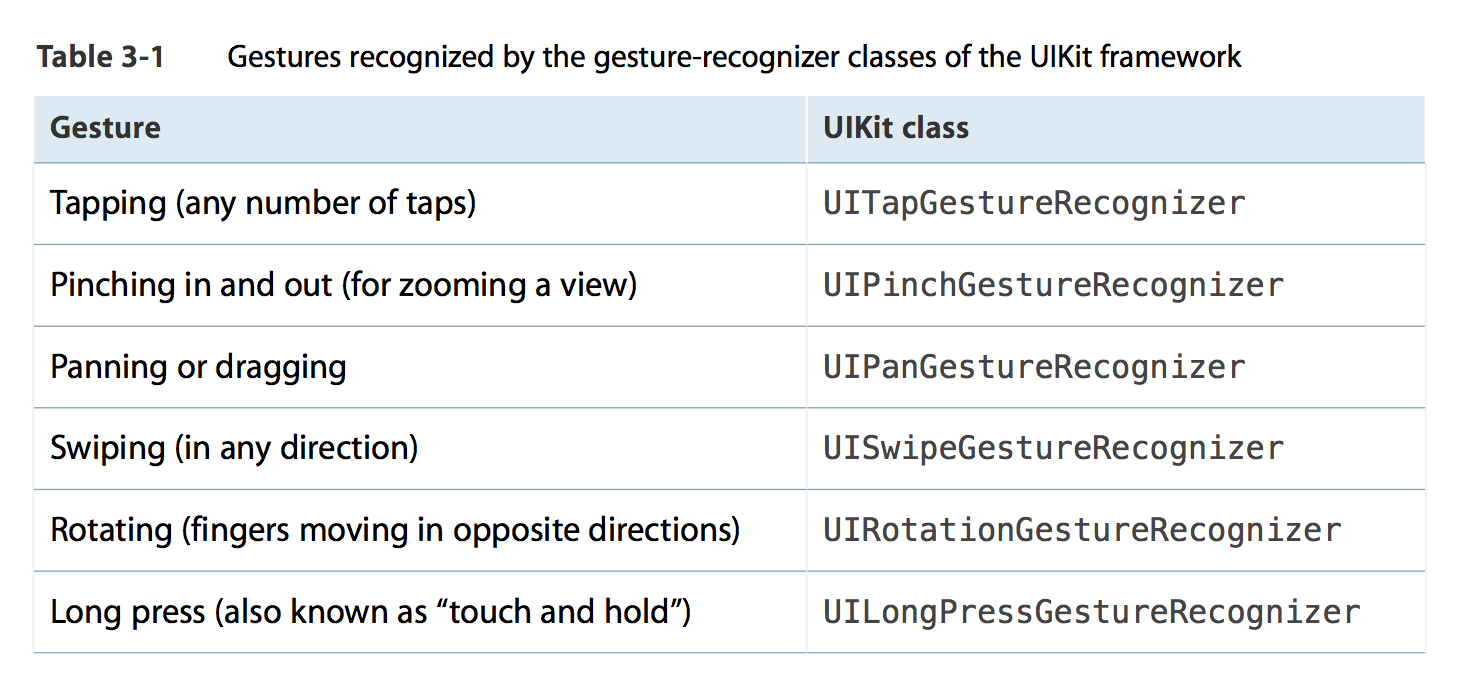 Table 3-1 Gestures recognized by the gesture-recognizer classes of the UIKit framework
Gesture UIKit class
Tapping (any number of taps) UITapGestureRecognizer
Pinching in and out (for zooming a view) UIPinchGestureRecognizer
Panning or dragging UIPanGestureRecognizer
Swiping (in any direction) UISwipeGestureRecognizer
Rotating (fingers moving in opposite directions) UIRotationGestureRecognizer
Long press (also known as “touch and hold”) UILongPressGestureRecognizer